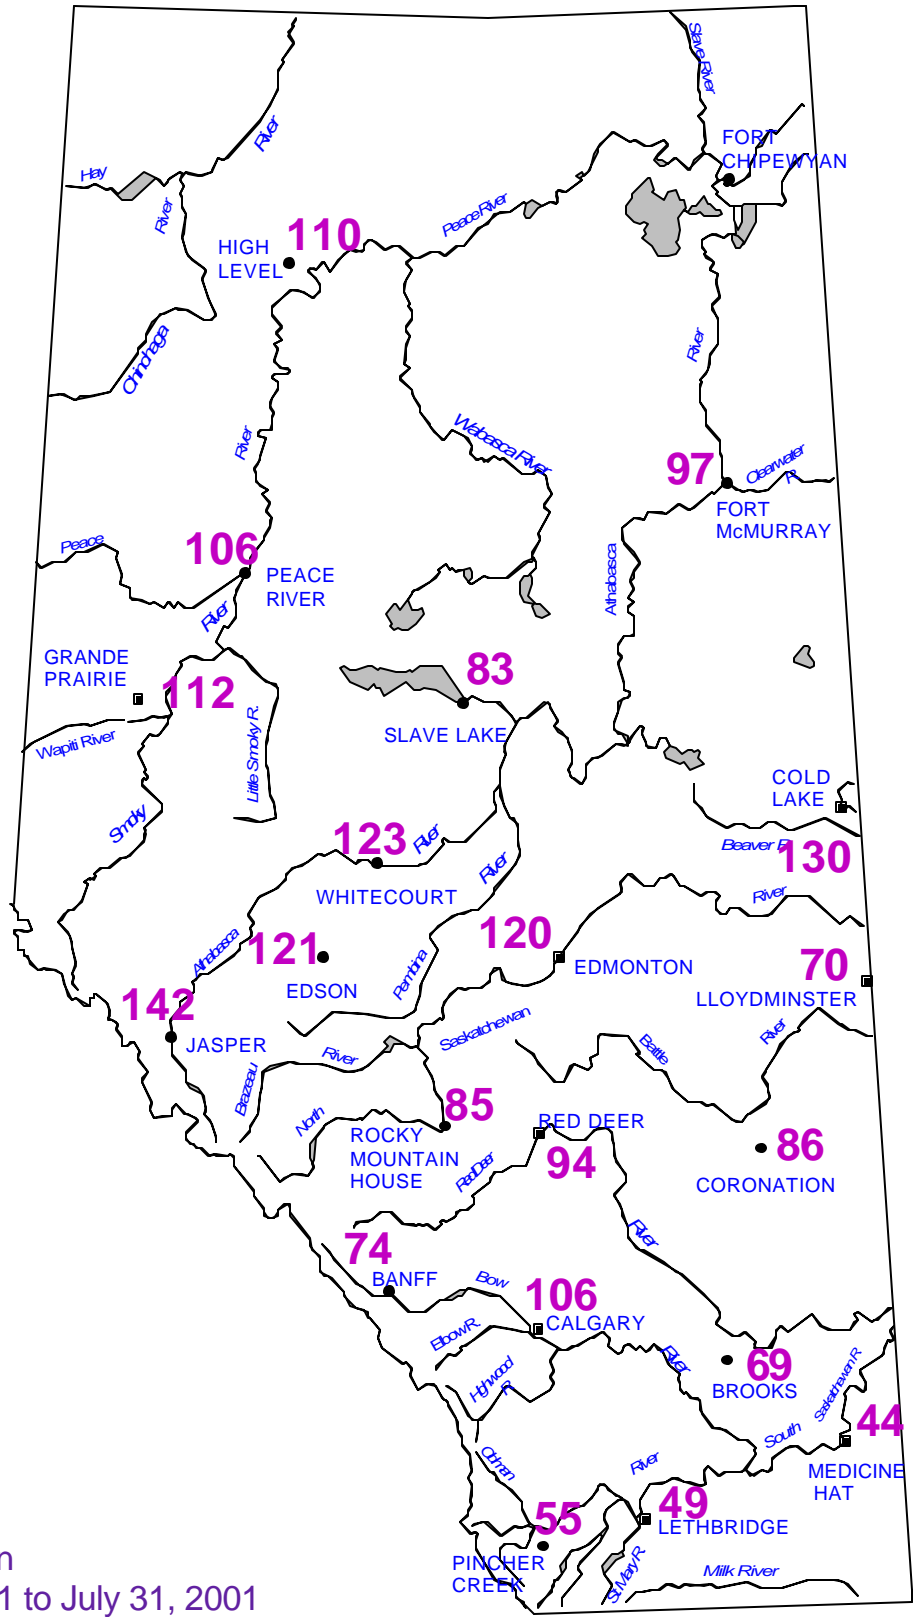 Slave River
FORT
CHIPEWYAN
Hay
River
River
Peace River
110
HIGH
LEVEL
Chinchaga
River
River
Wabasca River
97
Clearwater
R.
FORT
McMURRAY
Peace
106
PEACE
RIVER
River
Athabasca
GRANDE
PRAIRIE
112
83
SLAVE LAKE
Wapiti River
Little Smoky R.
COLD
LAKE
Smoky
123
River
WHITECOURT
River
Beaver R.
130
River
Athabasca
121
EDSON
Pembina
120
EDMONTON
70
LLOYDMINSTER
142
JASPER
Saskatchewan
River
Brazeau
Battle
River
North
85
ROCKY
MOUNTAIN
HOUSE
RED DEER
94
Red Deer
86
CORONATION
River
74
BANFF
Bow
106
CALGARY
Elbow R.
River
69
BROOKS
Highwood
R.
Saskatchewan R.
44
South
MEDICINE
HAT
Oldman
River
49
LETHBRIDGE
55
PINCHER
CREEK
St. Mary R.
Milk River
n
1 to July 31, 2001